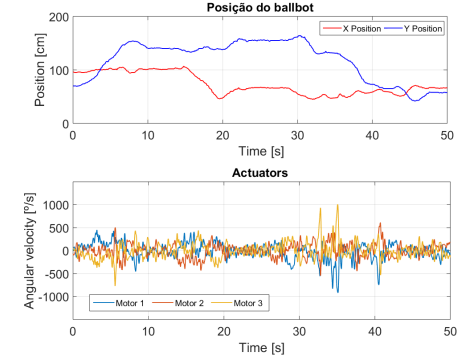 Posição do ballbot
X Position Y Position
Position [cm]
200
100
0
0 10 20 30 40 50
Time [s]
Actuators
Angular velocity [º/s]
1000
500
0
-500
-1000
Motor 1 Motor 2 Motor 3
0 10 20 30 40 50
Time [s]